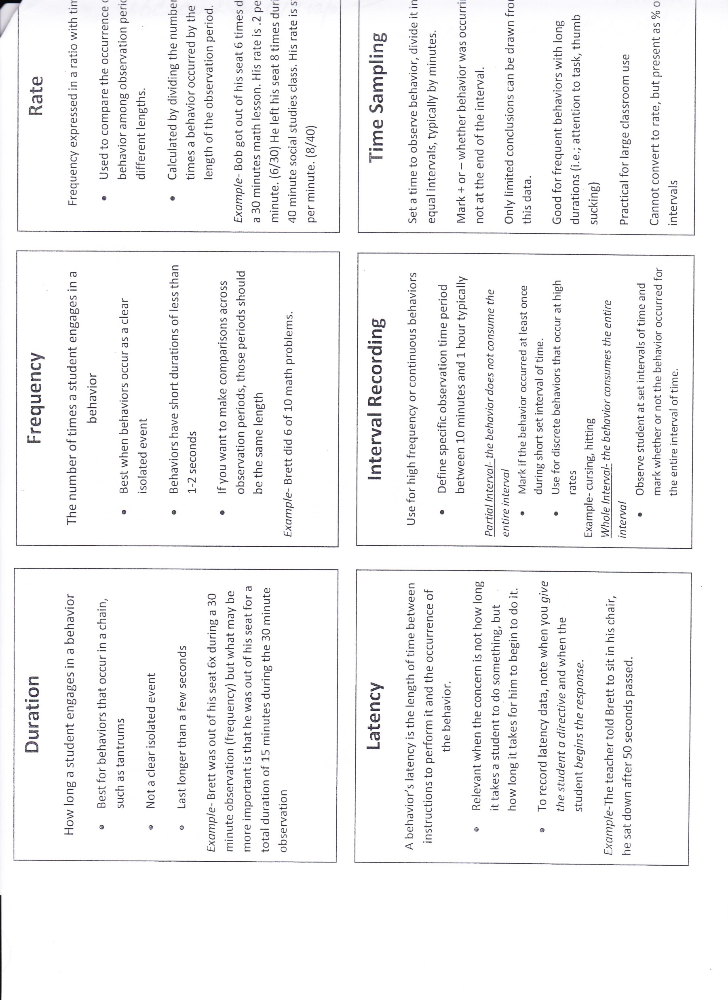 Duration
How long a student engages in a behavior
• Best for behaviors that occur in a chain,
such as tantrums
• Not a clear isolated event
• Last longer than a few seconds
Example- Brett was out of his seat 6x during a 30
minute observation (frequency) but what may be
more important is that he was out of his seat for a
total duration of 15 minutes during the 30 minute
observation
Frequency
The number of times a student engages in a
behavior
• Best when behaviors occur as a clear
isolated event
• Behaviors have short durations of less than
1-2 seconds
• If you want to make comparisons across
observation periods, those periods should
be the same length
Example- Brett did 6 of 10 math problems.
Rate
Frequency expressed in a ratio with tim
• Used to compare the occurrence
behavior among observation perio
different lengths.
• Calculated by dividing the number
times a behavior occurred by the
length of the observation period.
Example- Bob got out of his seat 6 times d
a 30 minutes math lesson. His rate is .2 pe
minute. (6/30) He left his seat 8 times duri
40 minute social studies class. His rate is s
per minute. (8/40)
Latency
A behavior's latency is the length of time between
instructions to perform it and the occurrence of
the behavior.
• Relevant when the concern is not how long
it takes a student to do something, but
how long it takes for him to begin to do it.
• To record latency data, note when you give
the student a directive and when the
student begins the response.
Example-The teacher told Brett to sit in his chair,
he sat down after 50 seconds passed.
Interval Recording
Use for high frequency or continuous behaviors
• Define specific observation time period
between 10 minutes and 1 hour typically
Partial Interval- the behavior does not consume the
entire interval
• Mark if the behavior occurred at least once
during short set interval of time.
• Use for discrete behaviors that occur at high
rates
Example- cursing, hitting
Whole Interval- the behavior consumes the entire
interval
• Observe student at set intervals of time and
mark whether or not the behavior occurred for
the entire interval of time.
Time Sampling
Set a time to observe behavior, divide it in
equal intervals, typically by minutes.
Mark + or – whether behavior was occurri
not at the end of the interval.
Only limited conclusions can be drawn fro
this data.
Good for frequent behaviors with long
durations (i.e.; attention to task, thumb
sucking)
Practical for large classroom use
Cannot convert to rate, but present as % o
intervals